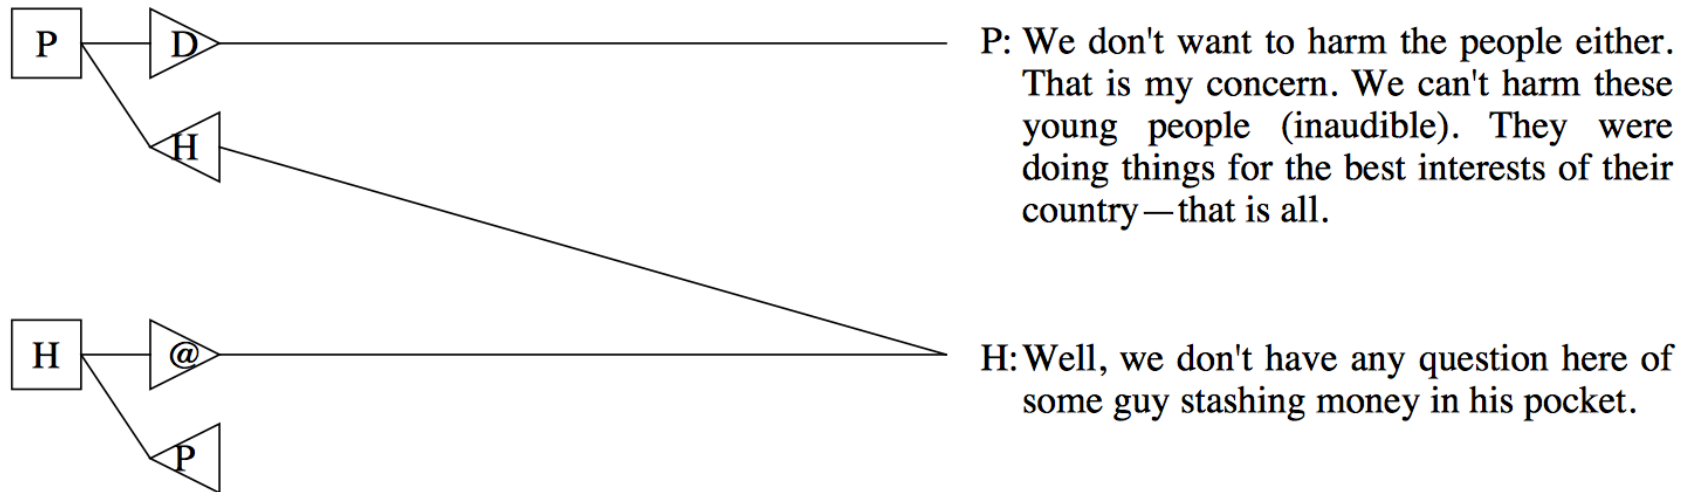 P D P: We don't want to harm the people either.
That is my concern. We can't harm these
H young people (inaudible). They were
doing things for the best interests of their
country—that is all.
H @ H: Well, we don't have any question here of
some guy stashing money in his pocket.
P